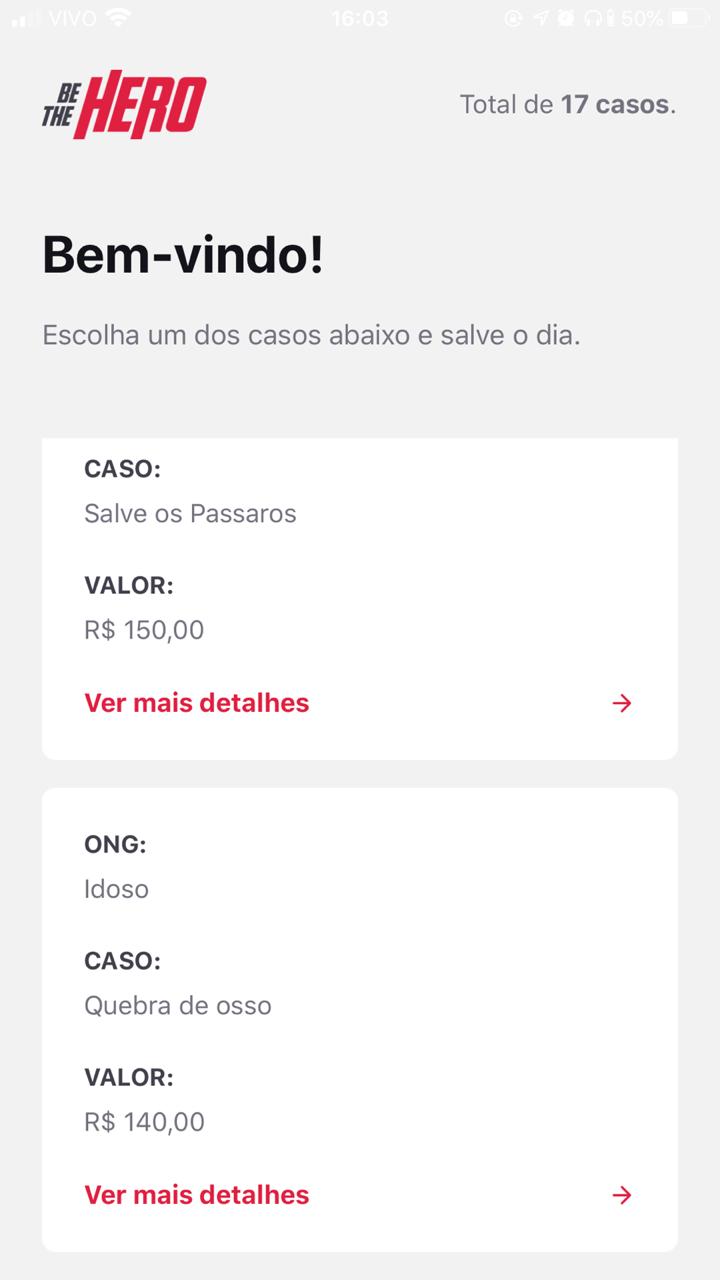 VIVO 16:03 50%
BE THE HERO
Total de 17 casos.
Bem-vindo!
Escolha um dos casos abaixo e salve o dia.
CASO:
Salve os Passaros
VALOR:
R$ 150,00
Ver mais detalhes →
ONG:
Idoso
CASO:
Quebra de osso
VALOR:
R$ 140,00
Ver mais detalhes →